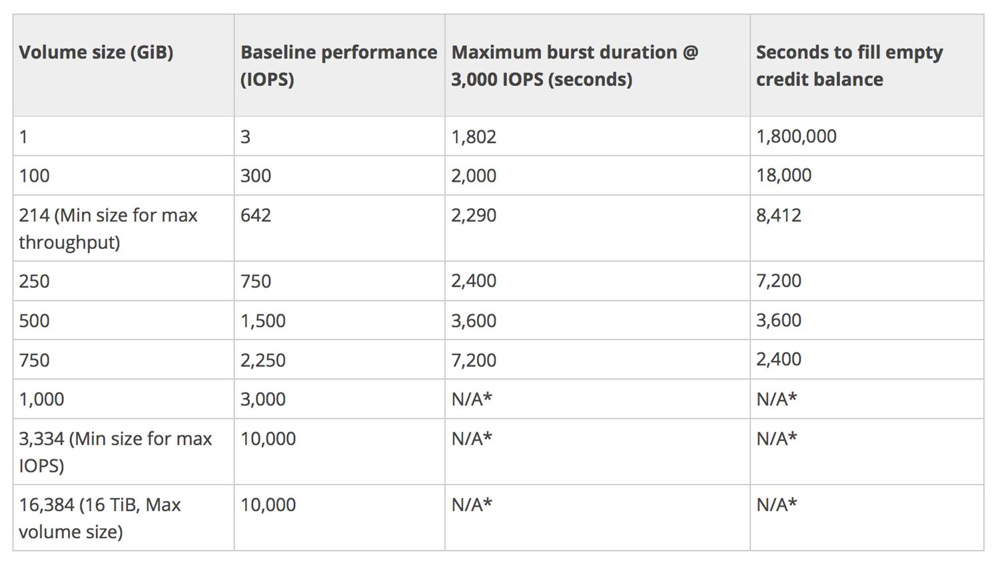 Volume size (GiB)
Baseline performance
(IOPS)
Maximum burst duration @
3,000 IOPS (seconds)
Seconds to fill empty
credit balance
1
3
1,802
1,800,000
100
300
2,000
18,000
214 (Min size for max
throughput)
642
2,290
8,412
250
750
2,400
7,200
500
1,500
3,600
3,600
750
2,250
7,200
2,400
1,000
3,000
N/A*
N/A*
3,334 (Min size for max
IOPS)
10,000
N/A*
N/A*
16,384 (16 TiB, Max
volume size)
10,000
N/A*
N/A*